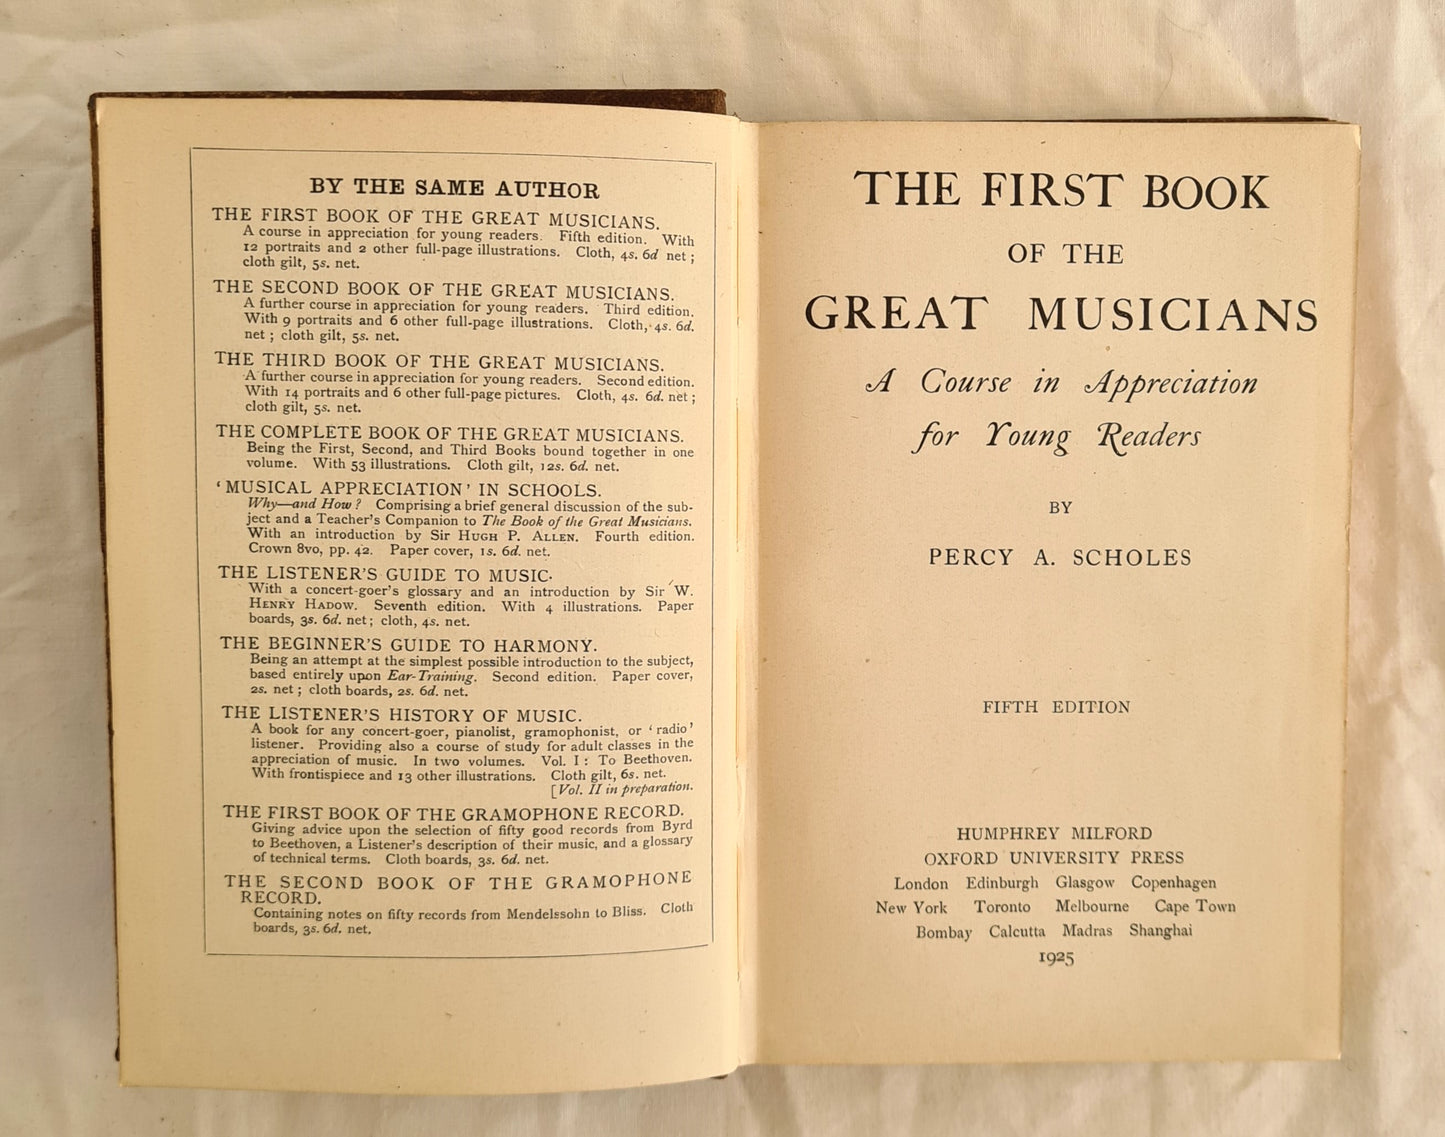 BY THE SAME AUTHOR
THE FIRST BOOK OF THE GREAT MUSICIANS.
A course in appreciation for young readers. Fifth edition. With
12 portraits and 2 other full-page illustrations. Cloth, 4s. 6d net ;
cloth gilt, 5s. net.
THE SECOND BOOK OF THE GREAT MUSICIANS.
A further course in appreciation for young readers. Third edition.
With 9 portraits and 6 other full-page illustrations. Cloth, 4s. 6d.
net ; cloth gilt, 5s. net.
THE THIRD BOOK OF THE GREAT MUSICIANS.
A further course in appreciation for young readers. Second edition.
With 14 portraits and 6 other full-page pictures. Cloth, 4s. 6d. net ;
cloth gilt, 5s. net.
THE COMPLETE BOOK OF THE GREAT MUSICIANS.
Being the First, Second, and Third Books bound together in one
volume. With 53 illustrations. Cloth gilt, 12s. 6d. net.
‘MUSICAL APPRECIATION’ IN SCHOOLS.
Why—and How? Comprising a brief general discussion of the sub-
ject and a Teacher’s Companion to The Book of the Great Musicians.
With an introduction by Sir HUGH P. ALLEN. Fourth edition.
Crown 8vo, pp. 42. Paper cover, 1s. 6d. net.
THE LISTENER’S GUIDE TO MUSIC.
With a concert-goer’s glossary and an introduction by Sir W.
HENRY HADOW. Seventh edition. With 4 illustrations. Paper
boards, 3s. 6d. net ; cloth, 4s. net.
THE BEGINNER’S GUIDE TO HARMONY.
Being an attempt at the simplest possible introduction to the subject,
based entirely upon Ear-Training. Second edition. Paper cover,
2s. net ; cloth boards, 2s. 6d. net.
THE LISTENER’S HISTORY OF MUSIC.
A book for any concert-goer, pianolist, gramophonist, or ‘radio’
listener. Providing also a course of study for adult classes in the
appreciation of music. In two volumes. Vol. I : To Beethoven.
With frontispiece and 13 other illustrations. Cloth gilt, 6s. net.
[Vol. II in preparation.
THE FIRST BOOK OF THE GRAMOPHONE RECORD.
Giving advice upon the selection of fifty good records from Byrd
to Beethoven, a Listener’s description of their music, and a glossary
of technical terms. Cloth boards, 3s. 6d. net.
THE SECOND BOOK OF THE GRAMOPHONE
RECORD.
Containing notes on fifty records from Mendelssohn to Bliss. Cloth
boards, 3s. 6d. net.
THE FIRST BOOK
OF THE
GREAT MUSICIANS
A Course in Appreciation
for Young Readers
BY
PERCY A. SCHOLES
FIFTH EDITION
HUMPHREY MILFORD
OXFORD UNIVERSITY PRESS
London Edinburgh Glasgow Copenhagen
New York Toronto Melbourne Cape Town
Bombay Calcutta Madras Shanghai
1925